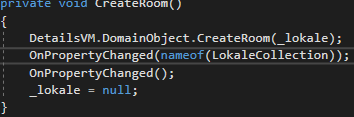 private void CreateRoom()
{
DetailsVM.DomainObject.CreateRoom(_lokale);
OnPropertyChanged(nameof(LokaleCollection));
OnPropertyChanged();
_lokale = null;
}